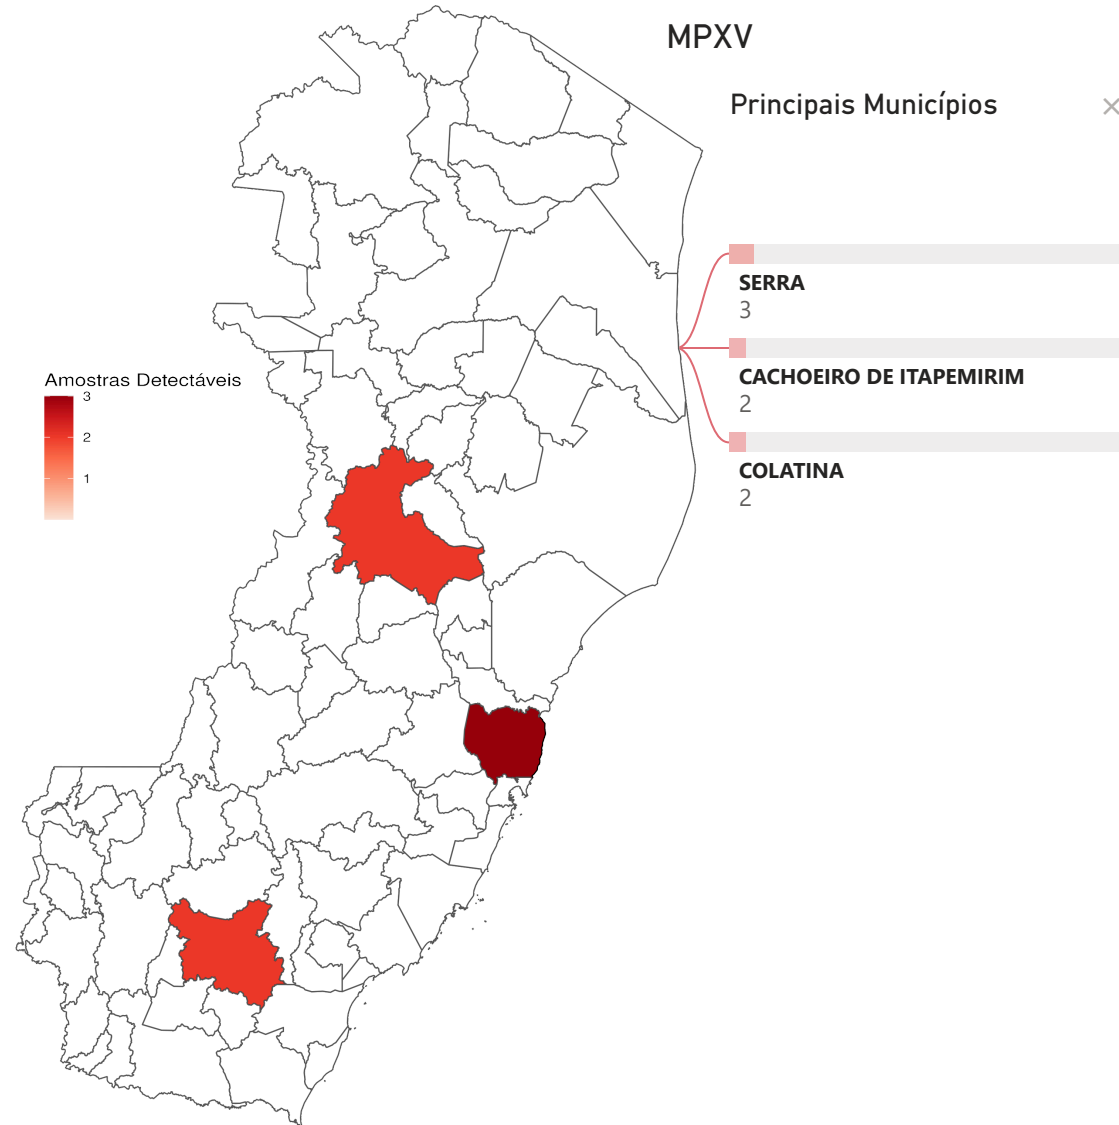 MPXV
Principais Municípios
SERRA
3
CACHOEIRO DE ITAPEMIRIM
2
COLATINA
2
Amostras Detectáveis
3
2
1